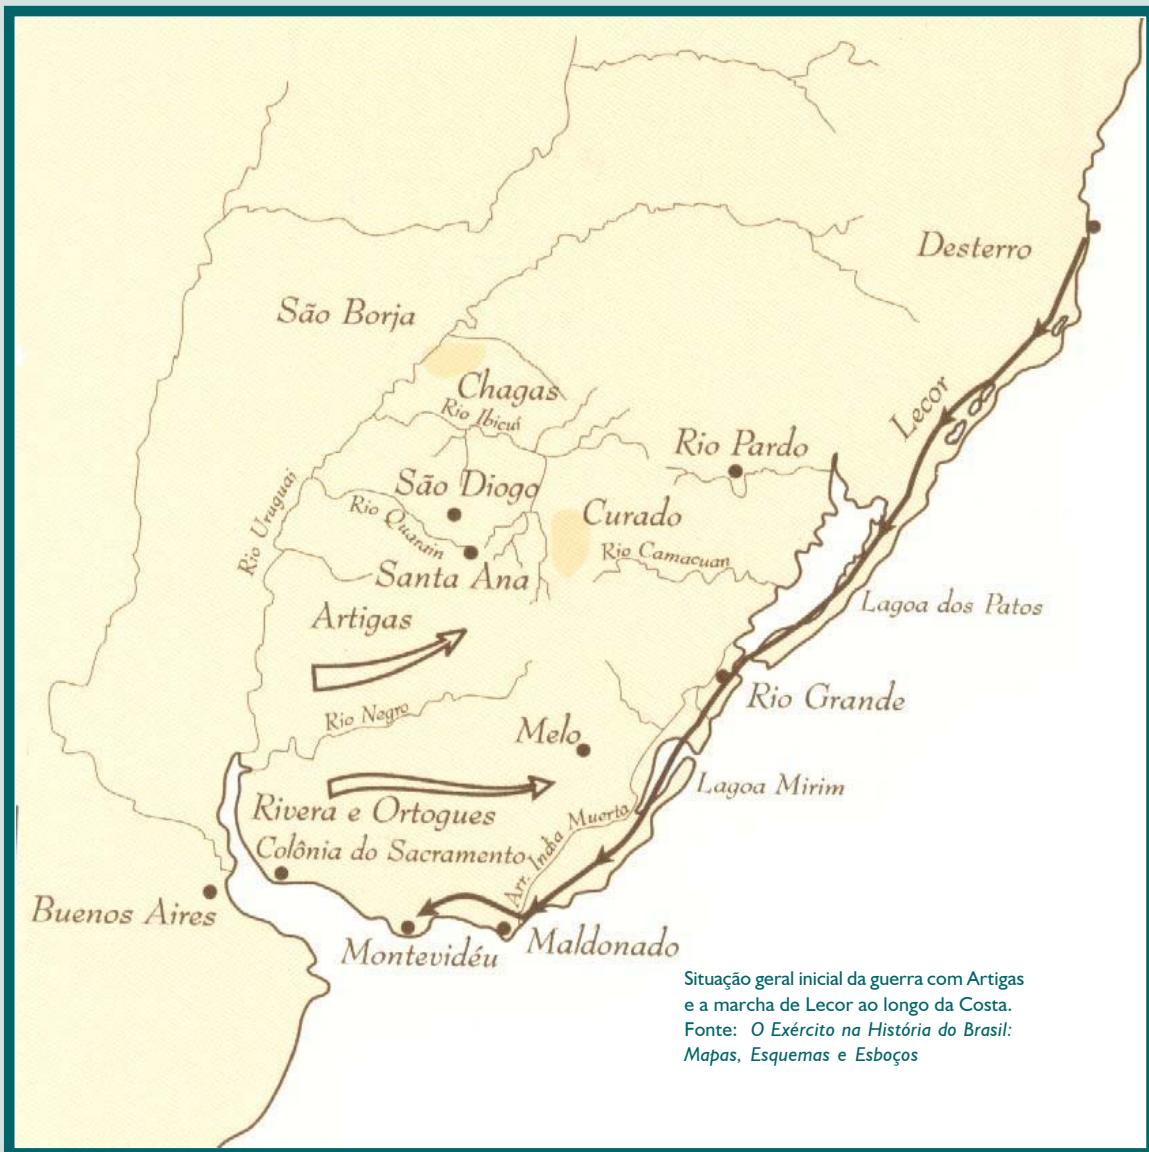 Desterro
São Borja
Chagas
Rio Ibicuí
Lecor
Rio Pardo
São Diogo
Rio Uruguai
Rio Quarain
Curado
Rio Camacuan
Santa Ana
Artigas
Lagoa dos Patos
Rio Grande
Rio Negro
Melo
Lagoa Mirim
Rivera e Ortogues
Arr. India Muerta
Colônia do Sacramento
Buenos Aires
Montevidéu
Maldonado
Situação geral inicial da guerra com Artigas
e a marcha de Lecor ao longo da Costa.
Fonte: O Exército na História do Brasil:
Mapas, Esquemas e Esboços